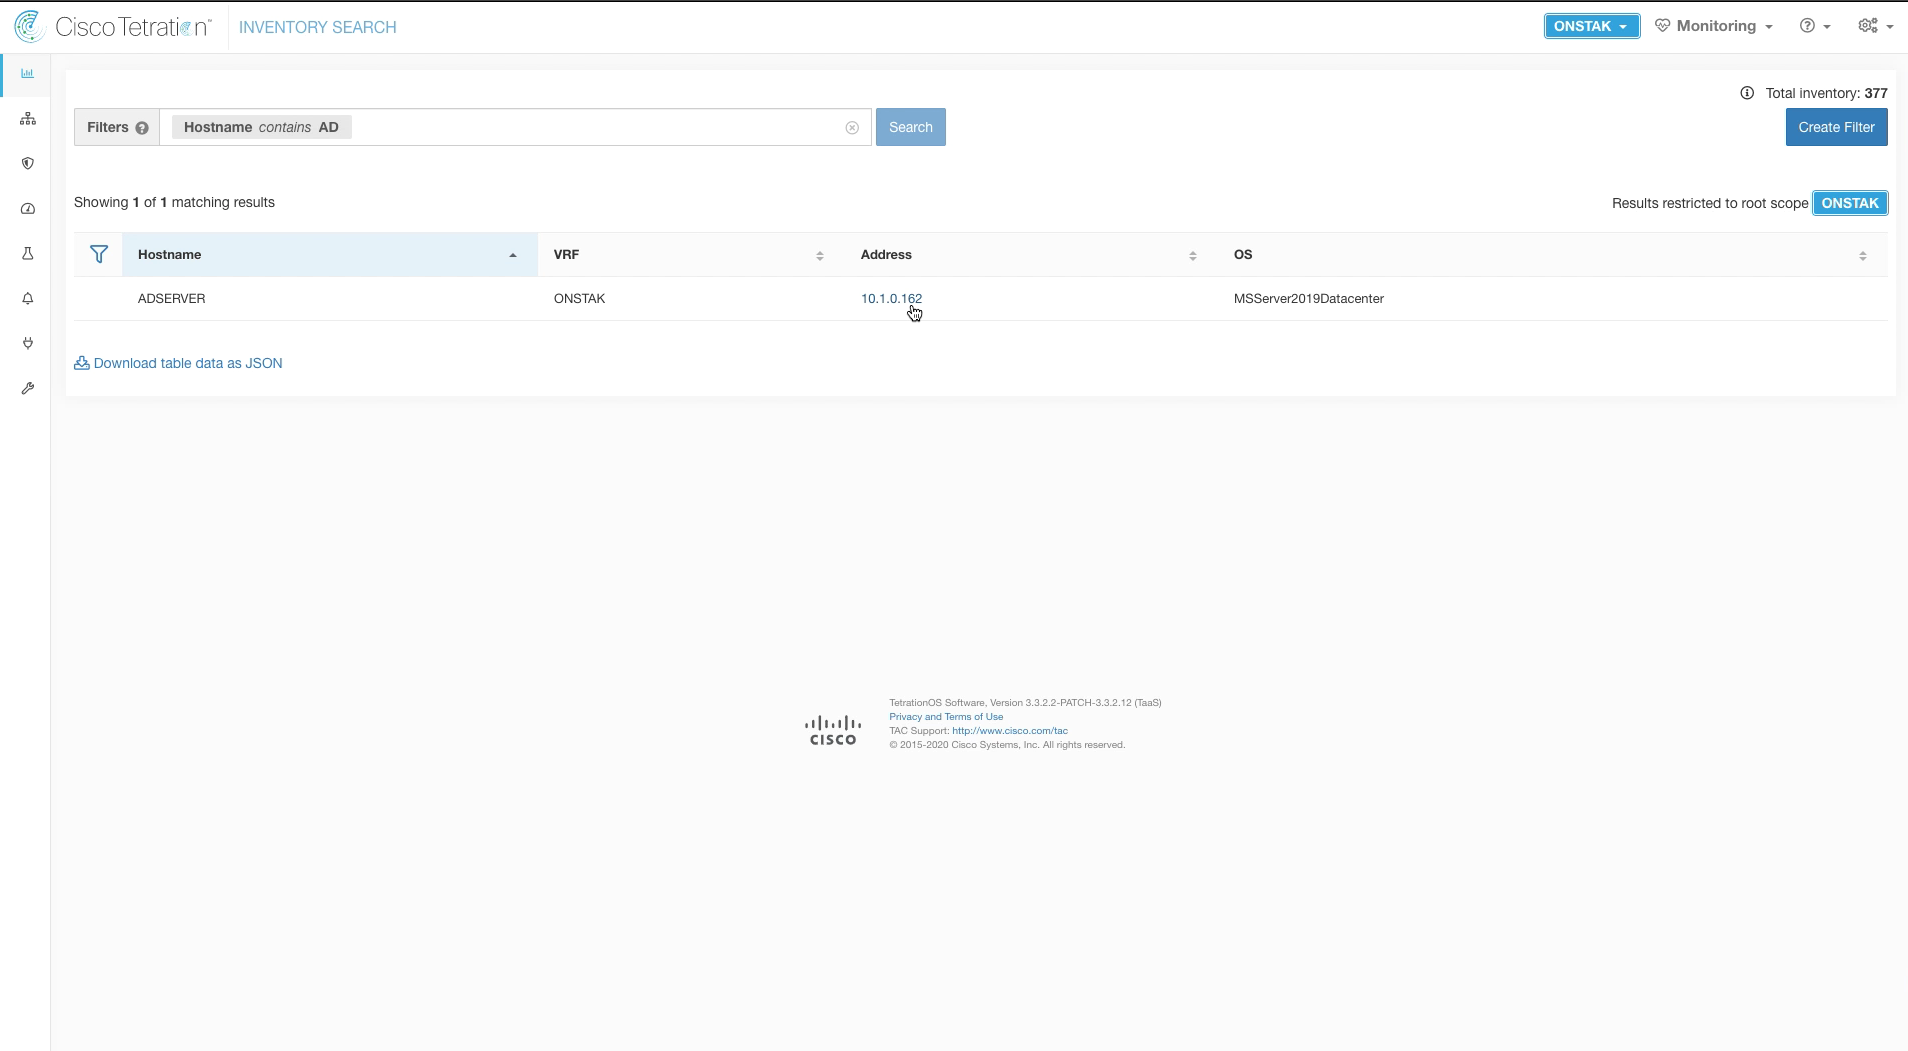 Cisco Tetration™ INVENTORY SEARCH ONSTAK Monitoring
Total inventory: 377
Filters Hostname contains AD Search Create Filter
Showing 1 of 1 matching results Results restricted to root scope ONSTAK
Hostname VRF Address OS
ADSERVER ONSTAK 10.1.0.162 MSServer2019Datacenter
Download table data as JSON
CISCO
TetrationOS Software, Version 3.3.2.2-PATCH-3.3.2.12 (TaaS)
Privacy and Terms of Use
TAC Support: http://www.cisco.com/tac
© 2015-2020 Cisco Systems, Inc. All rights reserved.